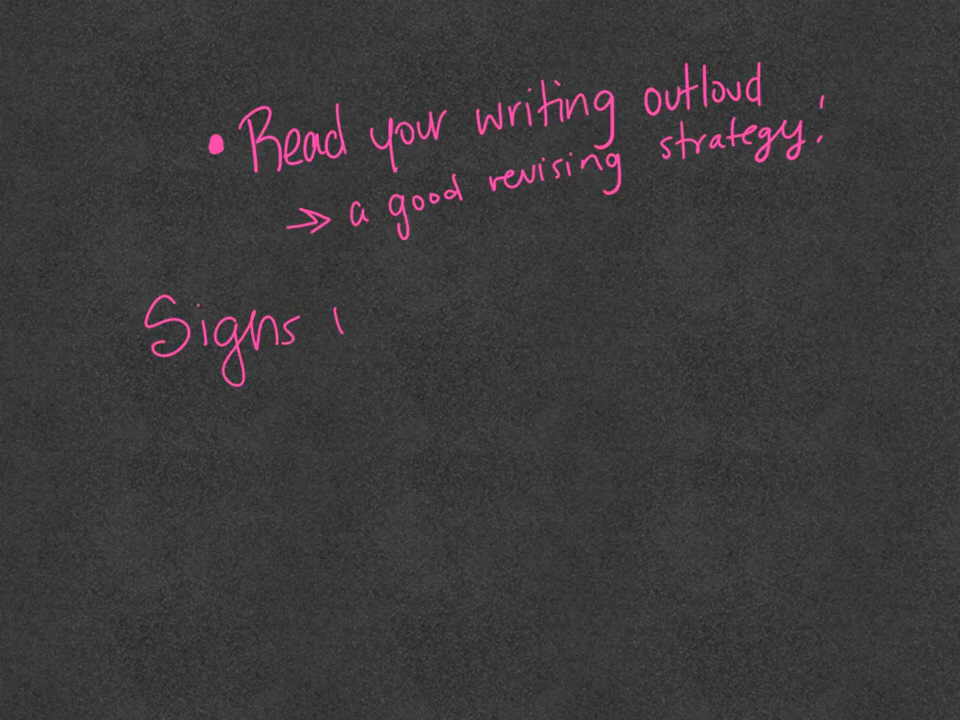 • Read your writing outloud
→ a good revising strategy!
Signs